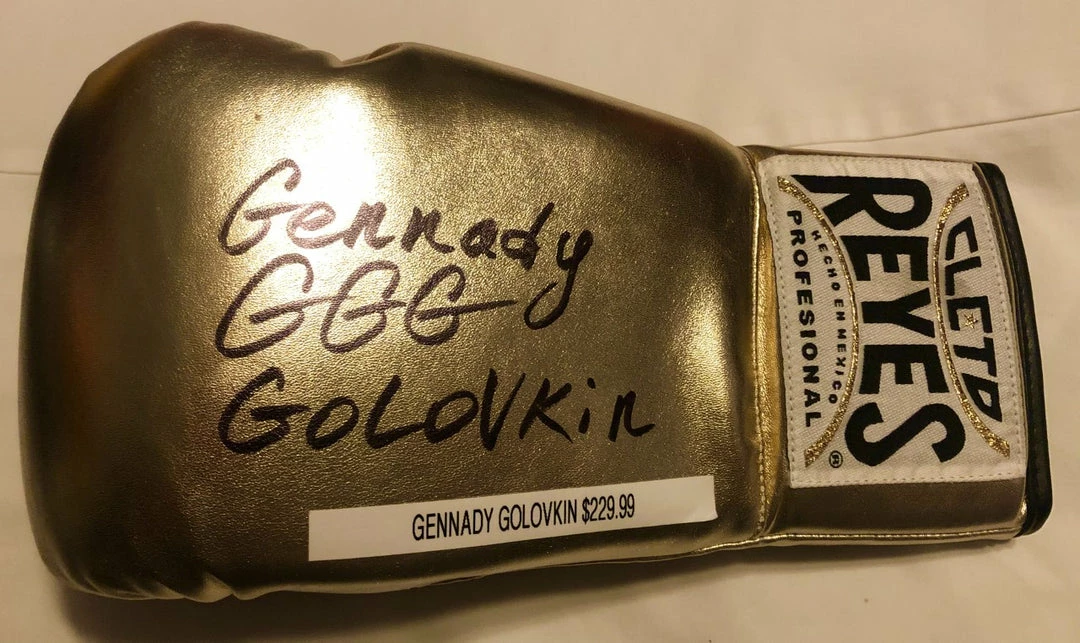 Gennady
GGG
GOLOVKin
GENNADY GOLOVKIN $229.99
CLETO
REYES
HECHO EN MEXICO
PROFESIONAL
®